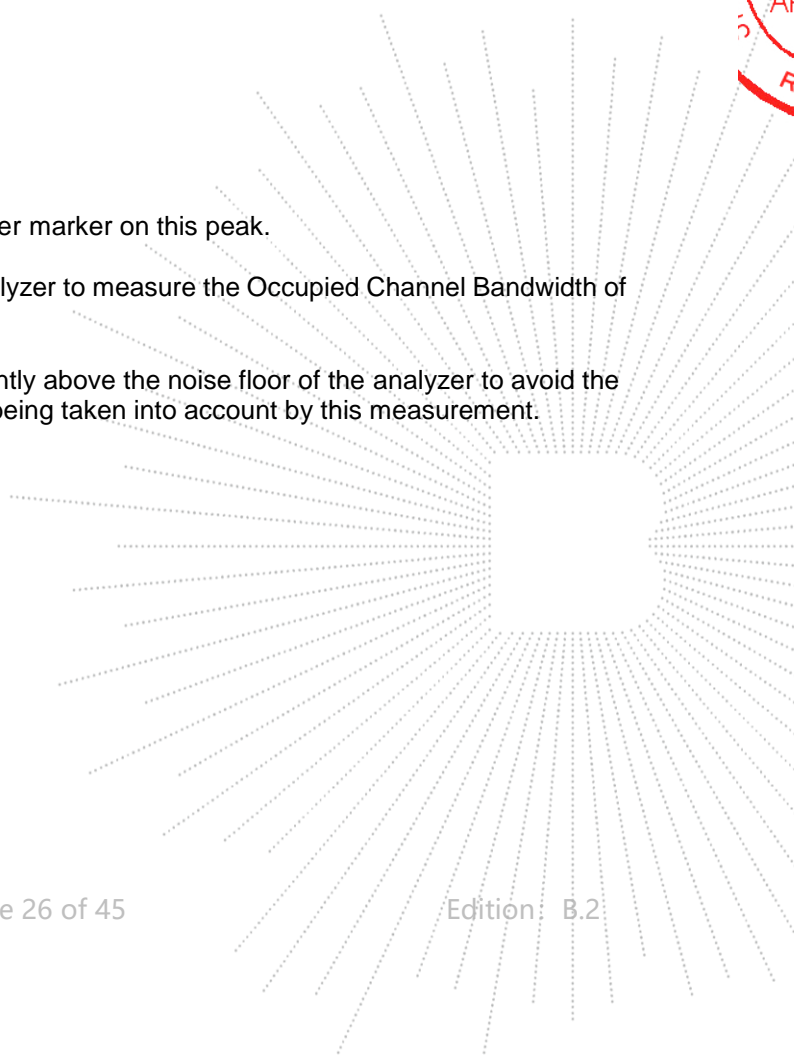 er marker on this peak.
lyzer to measure the Occupied Channel Bandwidth of
ntly above the noise floor of the analyzer to avoid the
being taken into account by this measurement.
e 26 of 45 Edition: B.2